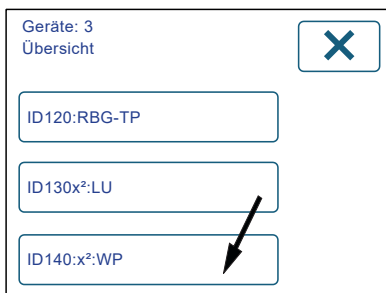 Geräte: 3
Übersicht
ID120:RBG-TP
ID130x²:LU
ID140:x²:WP